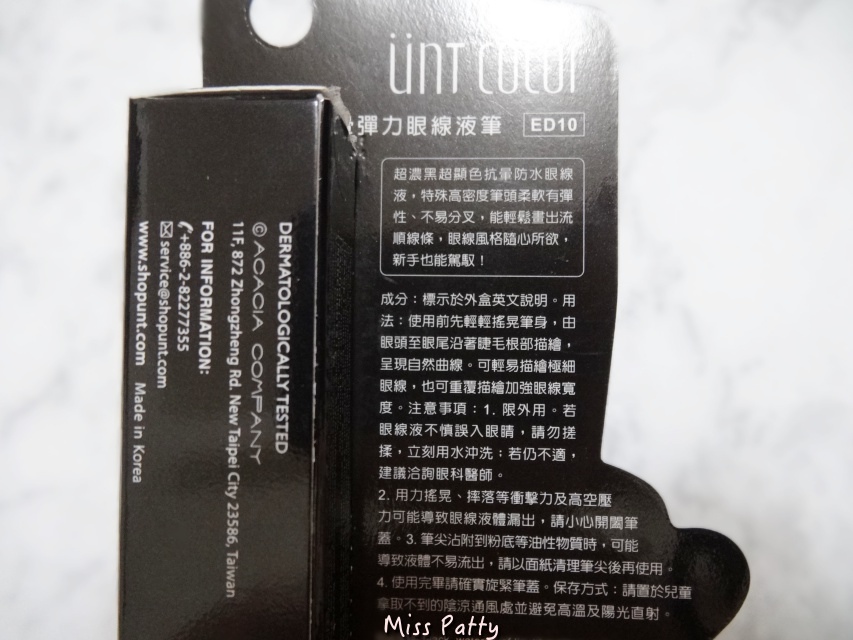 ünt color
彈力眼線液筆 ED10
超濃黑超顯色抗暈防水眼線
液，特殊高密度筆頭柔軟有彈
性、不易分叉，能輕鬆畫出流
順線條，眼線風格隨心所欲，
新手也能駕馭！
成分：標示於外盒英文說明。用
法：使用前先輕輕搖晃筆身，由
眼頭至眼尾沿著睫毛根部描繪，
呈現自然曲線。可輕易描繪極細
眼線，也可重覆描繪加強眼線寬
度。注意事項：1. 限外用。若
眼線液不慎誤入眼睛，請勿搓
揉，立刻用水沖洗；若仍不適，
建議洽詢眼科醫師。
2. 用力搖晃、摔落等衝擊力及高空壓
力可能導致眼線液體漏出，請小心開闔筆
蓋。3. 筆尖沾附到粉底等油性物質時，可能
導致液體不易流出，請以面紙清理筆尖後再使用。
4. 使用完畢請確實旋緊筆蓋。保存方式：請置於兒童
拿取不到的陰涼通風處並避免高溫及陽光直射。
DERMATOLOGICALLY TESTED
© ACACIA COMPANY
11F, 872 Zhongzheng Rd. New Taipei City 23586, Taiwan
FOR INFORMATION:
+886-2-82277355
service@shopunt.com
www.shopunt.com Made in Korea
Miss Patty